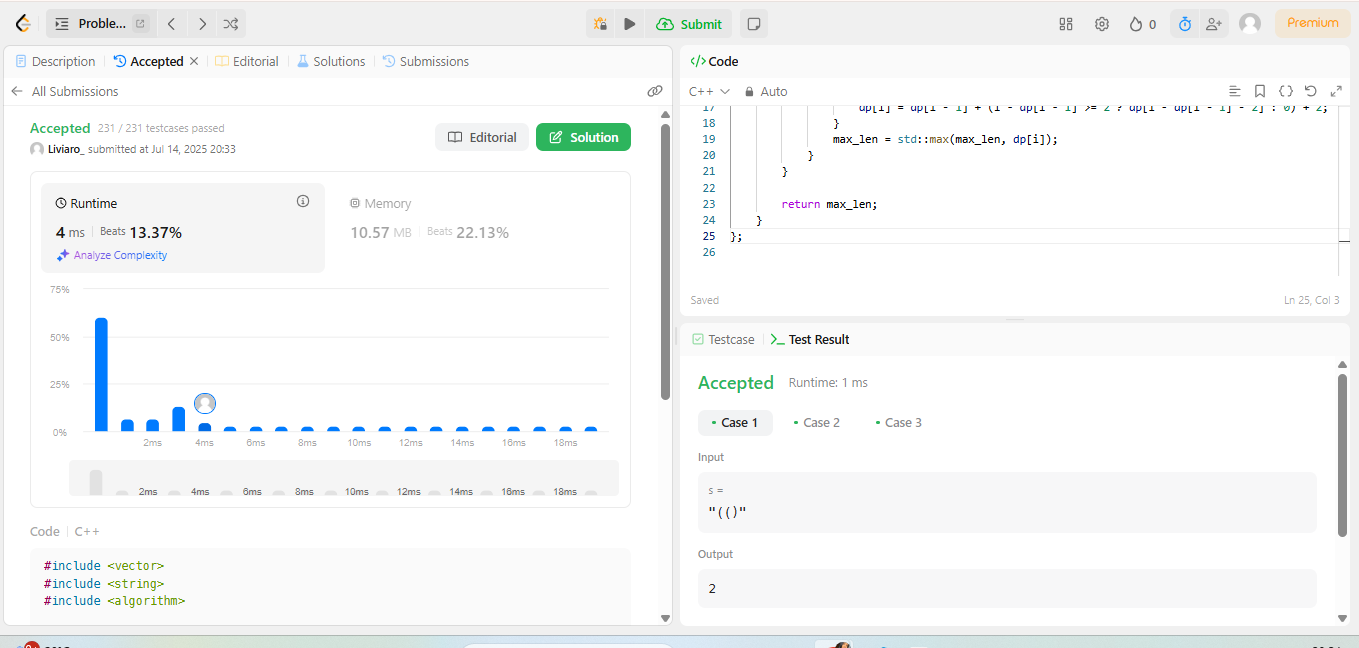 Proble...
Submit
0
Premium
Description
Accepted
Editorial
Solutions
Submissions
All Submissions
Accepted 231 / 231 testcases passed
Liviaro_ submitted at Jul 14, 2025 20:33
Editorial
Solution
Runtime
4 ms Beats 13.37%
Analyze Complexity
Memory
10.57 MB Beats 22.13%
75%
50%
25%
0%
2ms 4ms 6ms 8ms 10ms 12ms 14ms 16ms 18ms
2ms 4ms 6ms 8ms 10ms 12ms 14ms 16ms 18ms
Code C++
#include <vector>
#include <string>
#include <algorithm>
Code
C++ Auto
17 dp[i] = dp[i - 1] + (i - dp[i - 1] >= 2 ? dp[i - dp[i - 1] - 2] : 0) + 2;
18 }
19 max_len = std::max(max_len, dp[i]);
20 }
21 }
22
23 return max_len;
24 }
25 };
26
Saved
Ln 25, Col 3
Testcase
Test Result
Accepted Runtime: 1 ms
Case 1
Case 2
Case 3
Input
s =
"(()"
Output
2